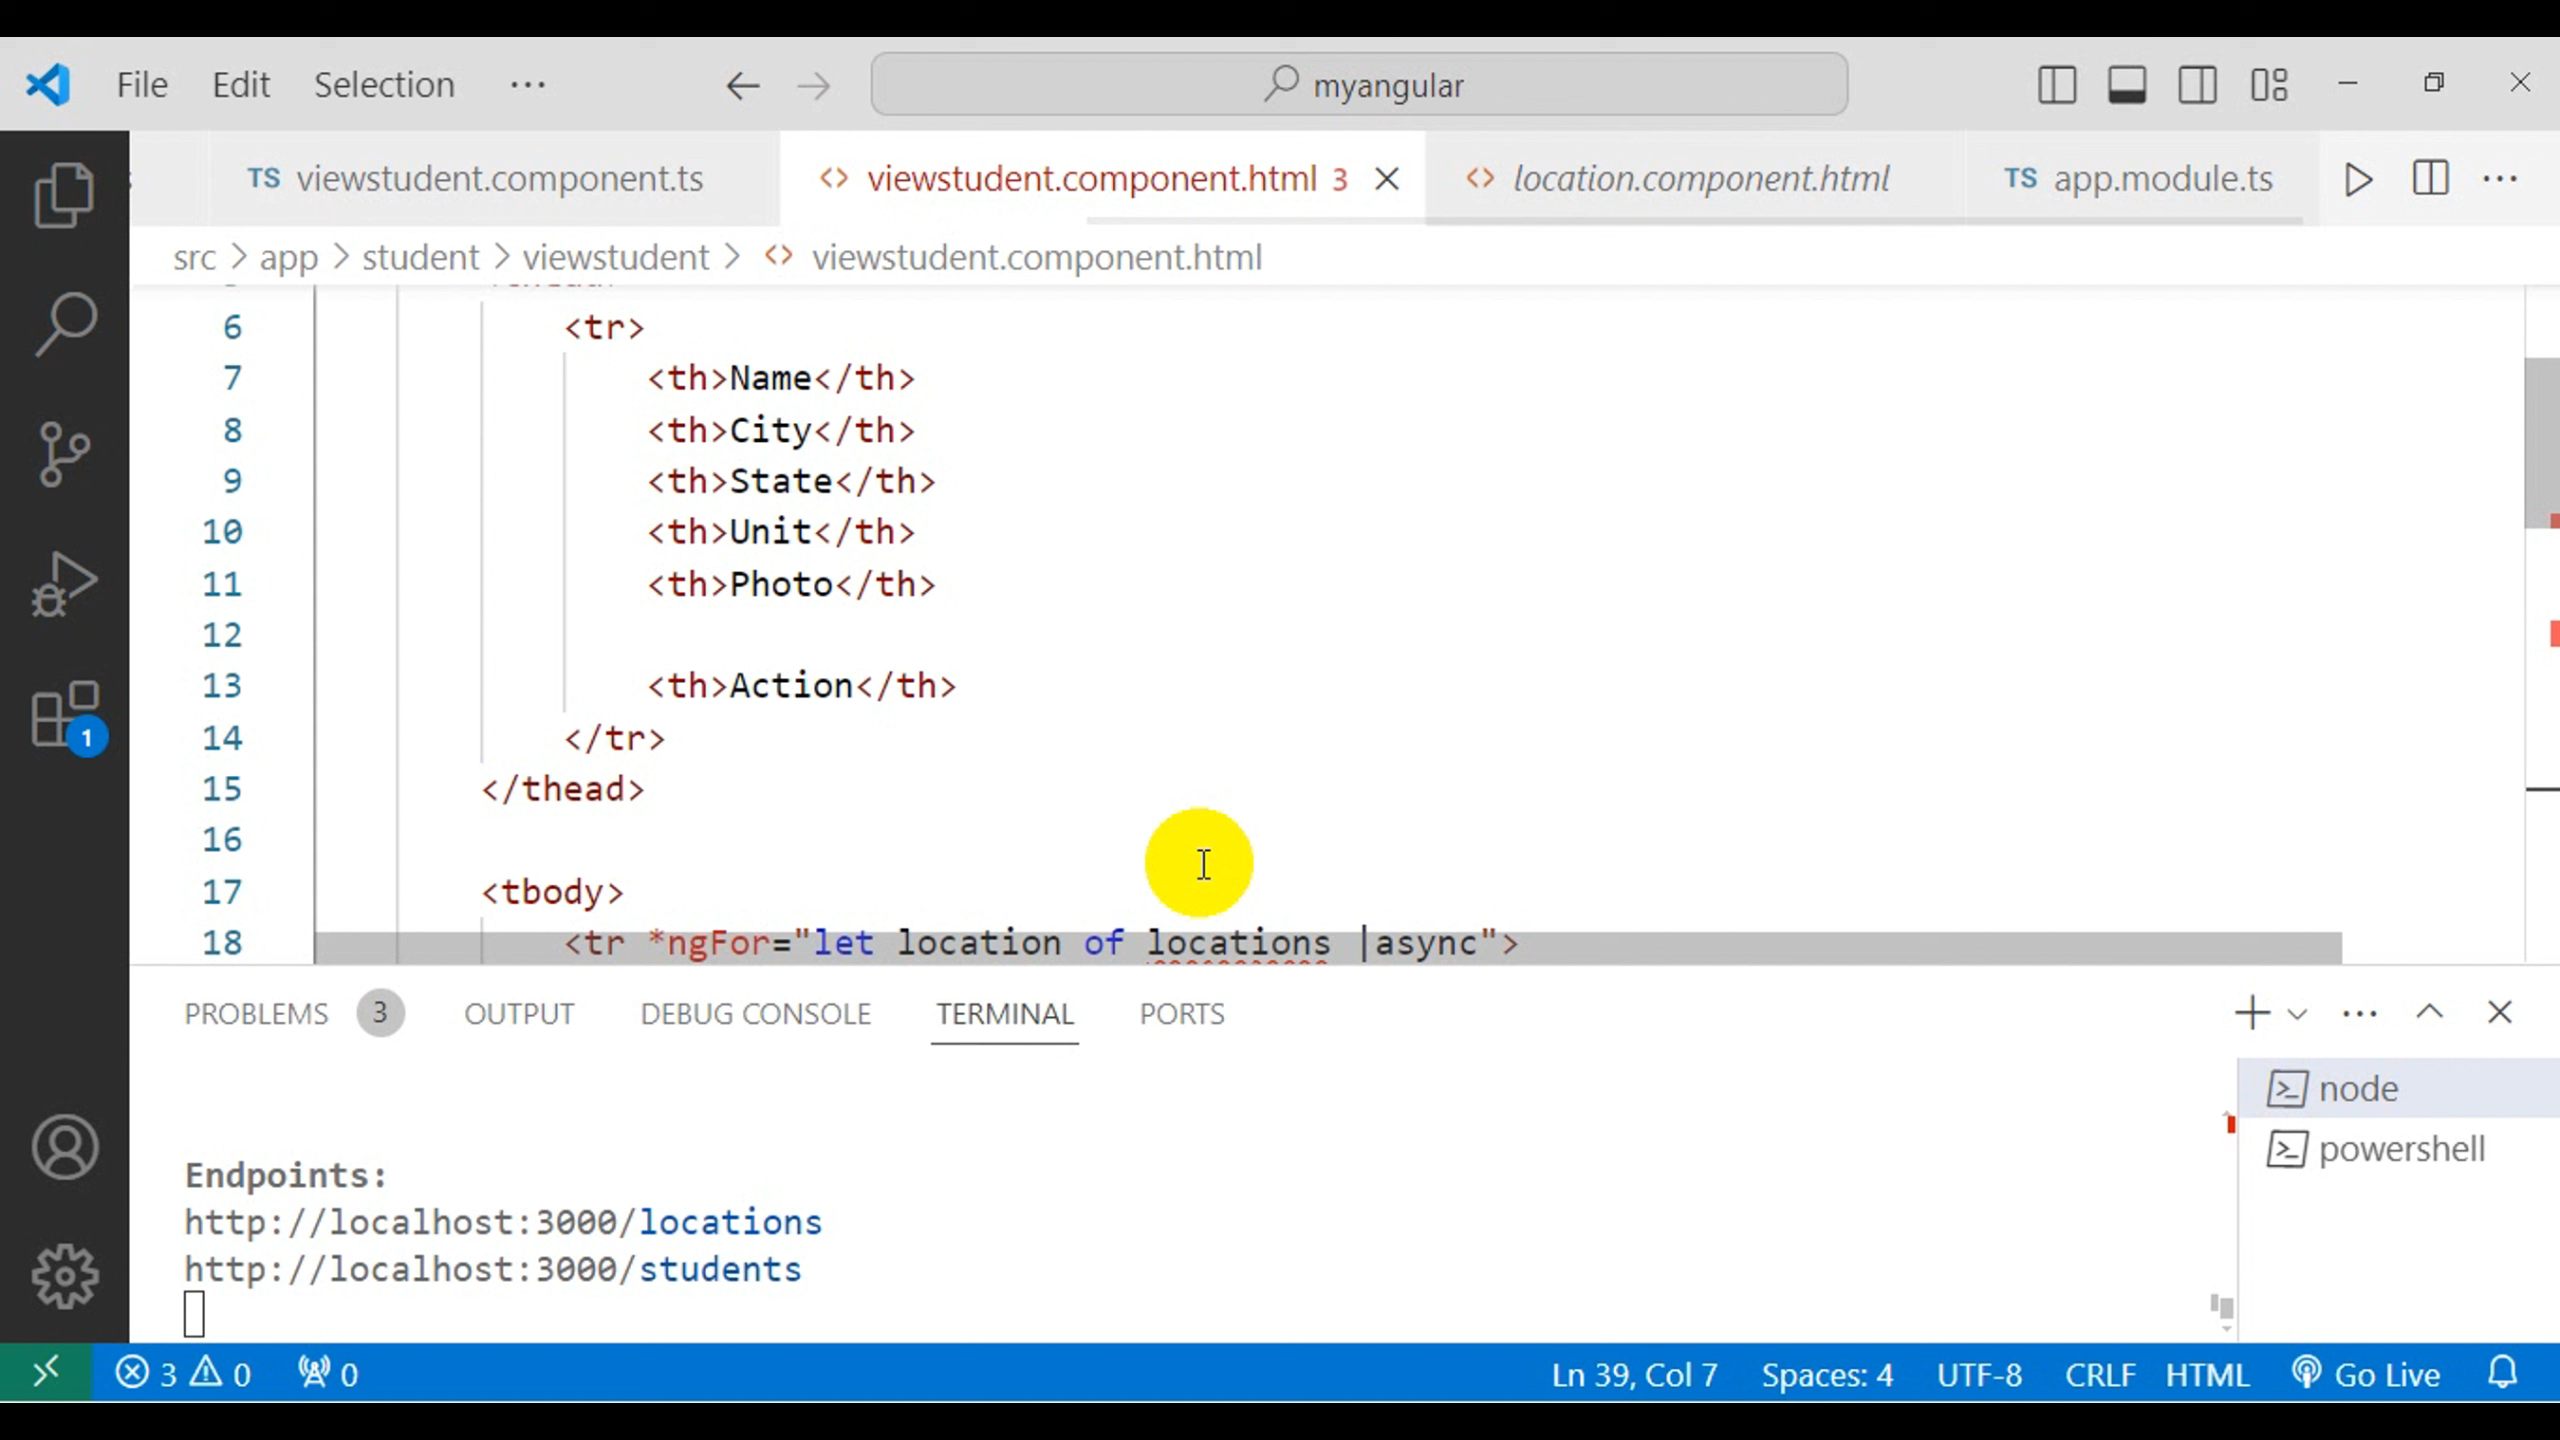 File Edit Selection ··· myangular
TS viewstudent.component.ts <> viewstudent.component.html 3 <> location.component.html TS app.module.ts
src > app > student > viewstudent > <> viewstudent.component.html
6 <tr>
7 <th>Name</th>
8 <th>City</th>
9 <th>State</th>
10 <th>Unit</th>
11 <th>Photo</th>
12
13 <th>Action</th>
14 </tr>
15 </thead>
16
17 <tbody>
18 <tr *ngFor="let location of locations |async">
1
PROBLEMS 3 OUTPUT DEBUG CONSOLE TERMINAL PORTS
node
powershell
Endpoints:
http://localhost:3000/locations
http://localhost:3000/students
3 0 0 Ln 39, Col 7 Spaces: 4 UTF-8 CRLF HTML Go Live